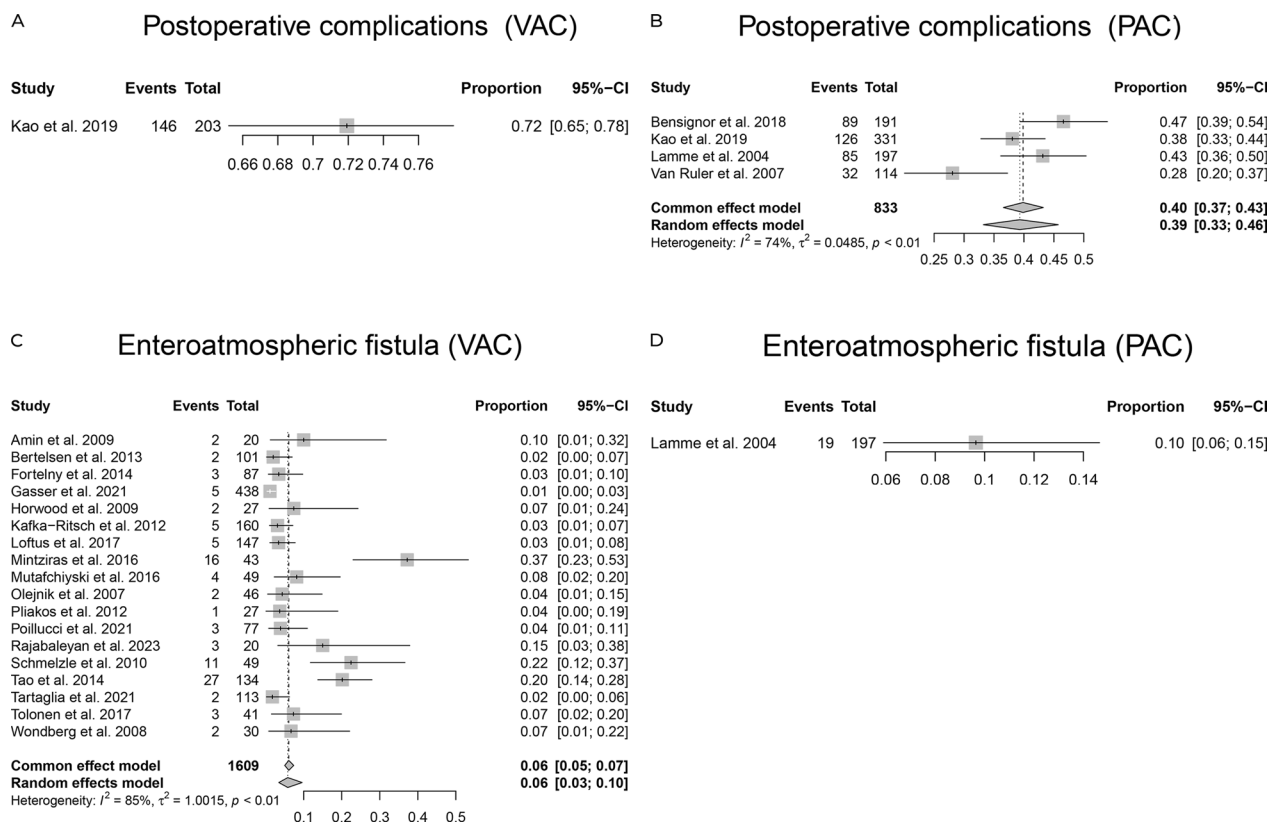 A
Postoperative complications (VAC)
Study Events Total Proportion 95%−CI
Kao et al. 2019 146 203 0.72 [0.65; 0.78]
0.66 0.68 0.7 0.72 0.74 0.76
B
Postoperative complications (PAC)
Study Events Total Proportion 95%−CI
Bensignor et al. 2018 89 191 0.47 [0.39; 0.54]
Kao et al. 2019 126 331 0.38 [0.33; 0.44]
Lamme et al. 2004 85 197 0.43 [0.36; 0.50]
Van Ruler et al. 2007 32 114 0.28 [0.20; 0.37]
Common effect model 833 0.40 [0.37; 0.43]
Random effects model 0.39 [0.33; 0.46]
Heterogeneity: I² = 74%, τ² = 0.0485, p < 0.01
0.25 0.3 0.35 0.4 0.45 0.5
C
Enteroatmospheric fistula (VAC)
Study Events Total Proportion 95%−CI
Amin et al. 2009 2 20 0.10 [0.01; 0.32]
Bertelsen et al. 2013 2 101 0.02 [0.00; 0.07]
Fortelny et al. 2014 3 87 0.03 [0.01; 0.10]
Gasser et al. 2021 5 438 0.01 [0.00; 0.03]
Horwood et al. 2009 2 27 0.07 [0.01; 0.24]
Kafka−Ritsch et al. 2012 5 160 0.03 [0.01; 0.07]
Loftus et al. 2017 5 147 0.03 [0.01; 0.08]
Mintziras et al. 2016 16 43 0.37 [0.23; 0.53]
Mutafchiyski et al. 2016 4 49 0.08 [0.02; 0.20]
Olejnik et al. 2007 2 46 0.04 [0.01; 0.15]
Pliakos et al. 2012 1 27 0.04 [0.00; 0.19]
Poillucci et al. 2021 3 77 0.04 [0.01; 0.11]
Rajabaleyan et al. 2023 3 20 0.15 [0.03; 0.38]
Schmelzle et al. 2010 11 49 0.22 [0.12; 0.37]
Tao et al. 2014 27 134 0.20 [0.14; 0.28]
Tartaglia et al. 2021 2 113 0.02 [0.00; 0.06]
Tolonen et al. 2017 3 41 0.07 [0.02; 0.20]
Wondberg et al. 2008 2 30 0.07 [0.01; 0.22]
Common effect model 1609 0.06 [0.05; 0.07]
Random effects model 0.06 [0.03; 0.10]
Heterogeneity: I² = 85%, τ² = 1.0015, p < 0.01
0.1 0.2 0.3 0.4 0.5
D
Enteroatmospheric fistula (PAC)
Study Events Total Proportion 95%−CI
Lamme et al. 2004 19 197 0.10 [0.06; 0.15]
0.06 0.08 0.1 0.12 0.14